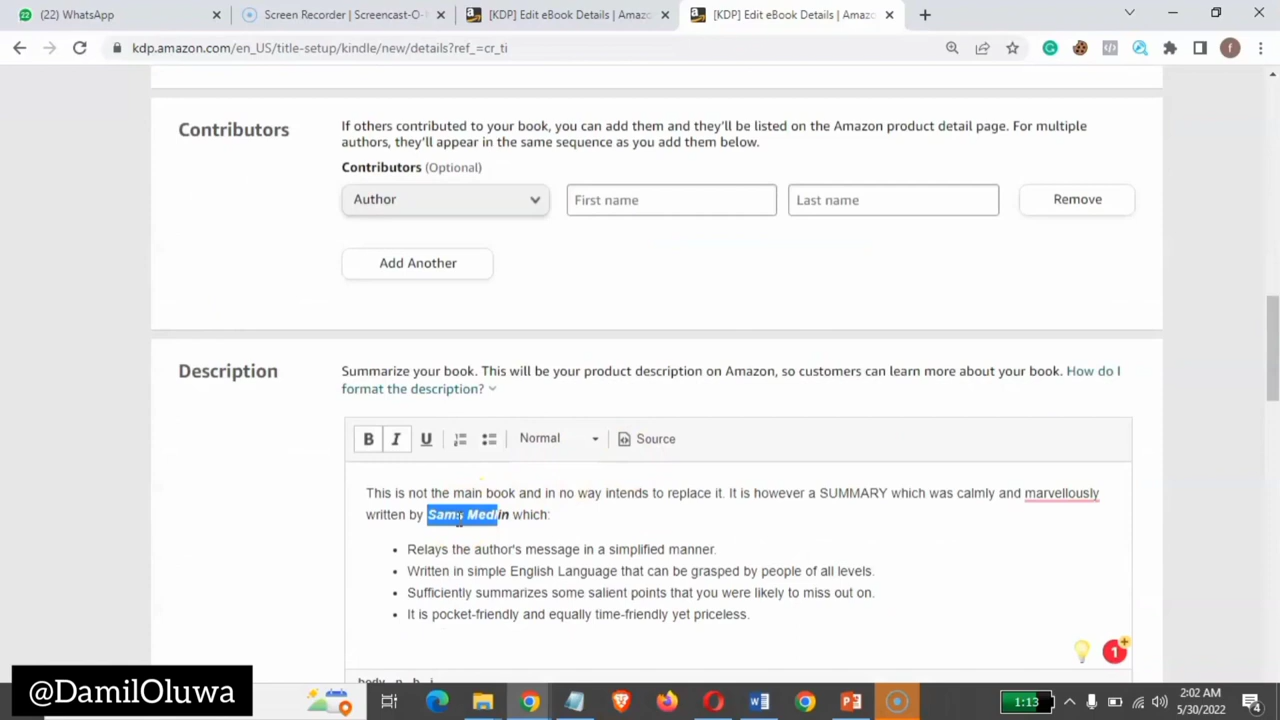 (22) WhatsApp
Screen Recorder | Screencast-O-
[KDP] Edit eBook Details | Amazo
[KDP] Edit eBook Details | Amazo
kdp.amazon.com/en_US/title-setup/kindle/new/details?ref_=cr_ti
Contributors
If others contributed to your book, you can add them and they'll be listed on the Amazon product detail page. For multiple
authors, they'll appear in the same sequence as you add them below.
Contributors (Optional)
Author
First name
Last name
Remove
Add Another
Description
Summarize your book. This will be your product description on Amazon, so customers can learn more about your book. How do I
format the description?
B I U
Normal
Source
This is not the main book and in no way intends to replace it. It is however a SUMMARY which was calmly and marvellously
written by Medlin which:
Relays the author's message in a simplified manner.
Written in simple English Language that can be grasped by people of all levels.
Sufficiently summarizes some salient points that you were likely to miss out on.
It is pocket-friendly and equally time-friendly yet priceless.
1
@DamilOluwa
1:13
2:02 AM
5/30/2022
4